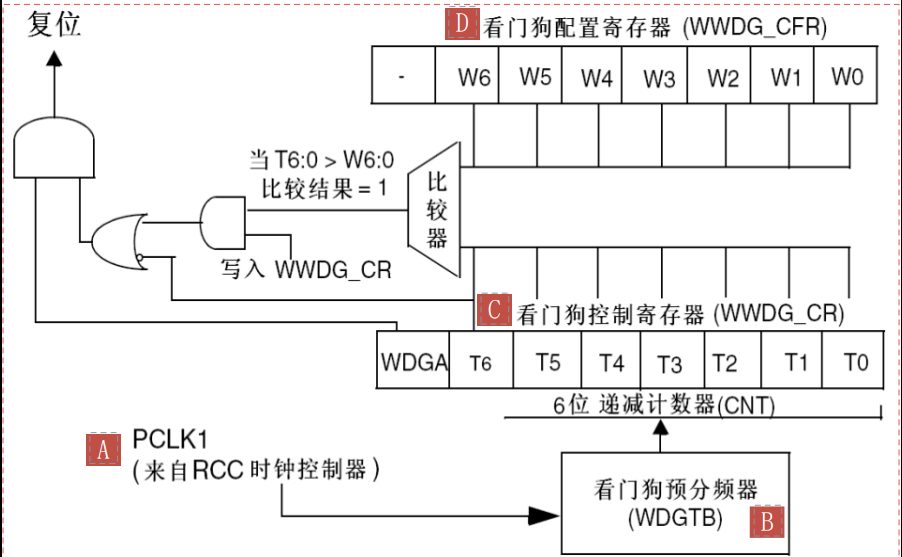 复位
D 看门狗配置寄存器 (WWDG_CFR)
- W6 W5 W4 W3 W2 W1 W0
当 T6:0 > W6:0
比较结果 = 1
比较器
写入 WWDG_CR
C 看门狗控制寄存器 (WWDG_CR)
WDGA T6 T5 T4 T3 T2 T1 T0
6位 递减计数器(CNT)
A PCLK1
(来自RCC 时钟控制器)
看门狗预分频器
(WDGTB) B